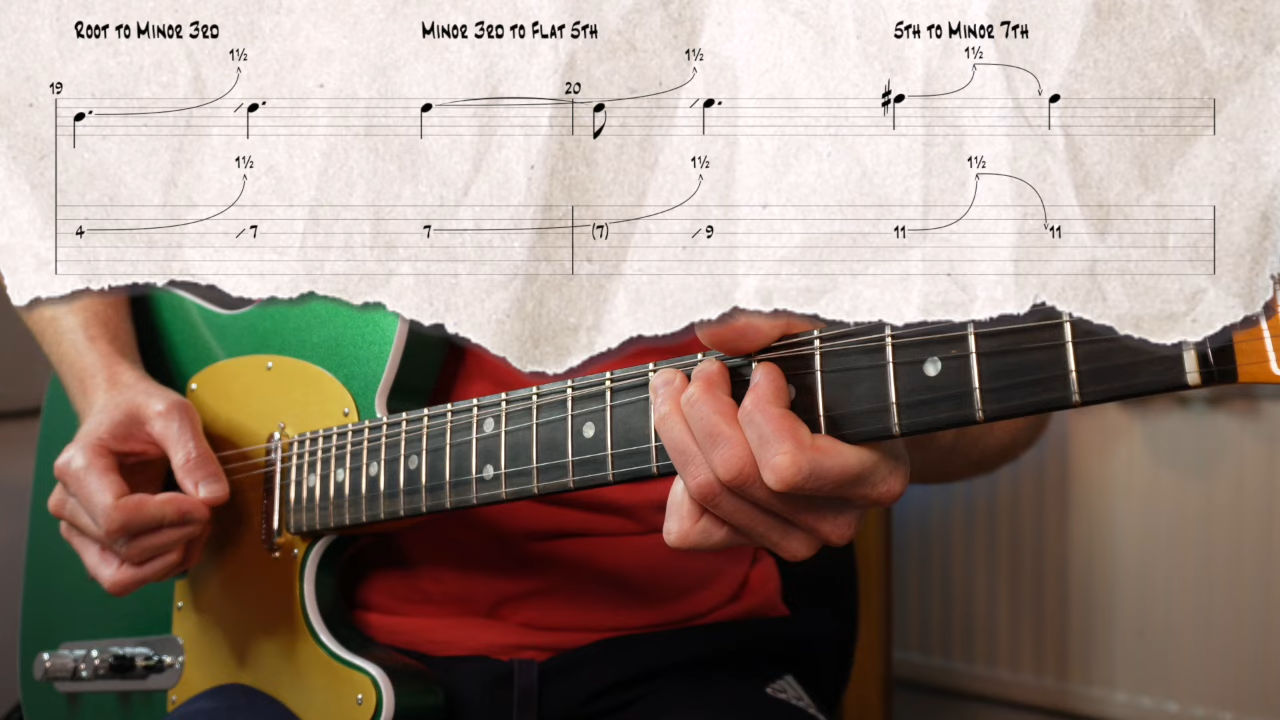 Root to Minor 3rd Minor 3rd to Flat 5th 5th to Minor 7th
1½ 1½ 1½
19 20
1½ 1½ 1½
4 7 7 (7) 9 11 11